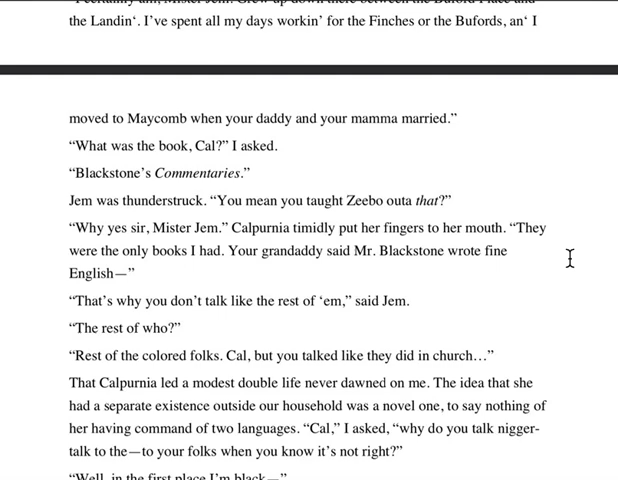 the Landin‘. I’ve spent all my days workin’ for the Finches or the Bufords, an‘ I
moved to Maycomb when your daddy and your mamma married.”
“What was the book, Cal?” I asked.
“Blackstone’s Commentaries.”
Jem was thunderstruck. “You mean you taught Zeebo outa that?”
“Why yes sir, Mister Jem.” Calpurnia timidly put her fingers to her mouth. “They
were the only books I had. Your grandaddy said Mr. Blackstone wrote fine
English—”
“That’s why you don’t talk like the rest of ‘em,” said Jem.
“The rest of who?”
“Rest of the colored folks. Cal, but you talked like they did in church…”
That Calpurnia led a modest double life never dawned on me. The idea that she
had a separate existence outside our household was a novel one, to say nothing of
her having command of two languages. “Cal,” I asked, “why do you talk nigger-
talk to the—to your folks when you know it’s not right?”
“Well, in the first place I’m black—”